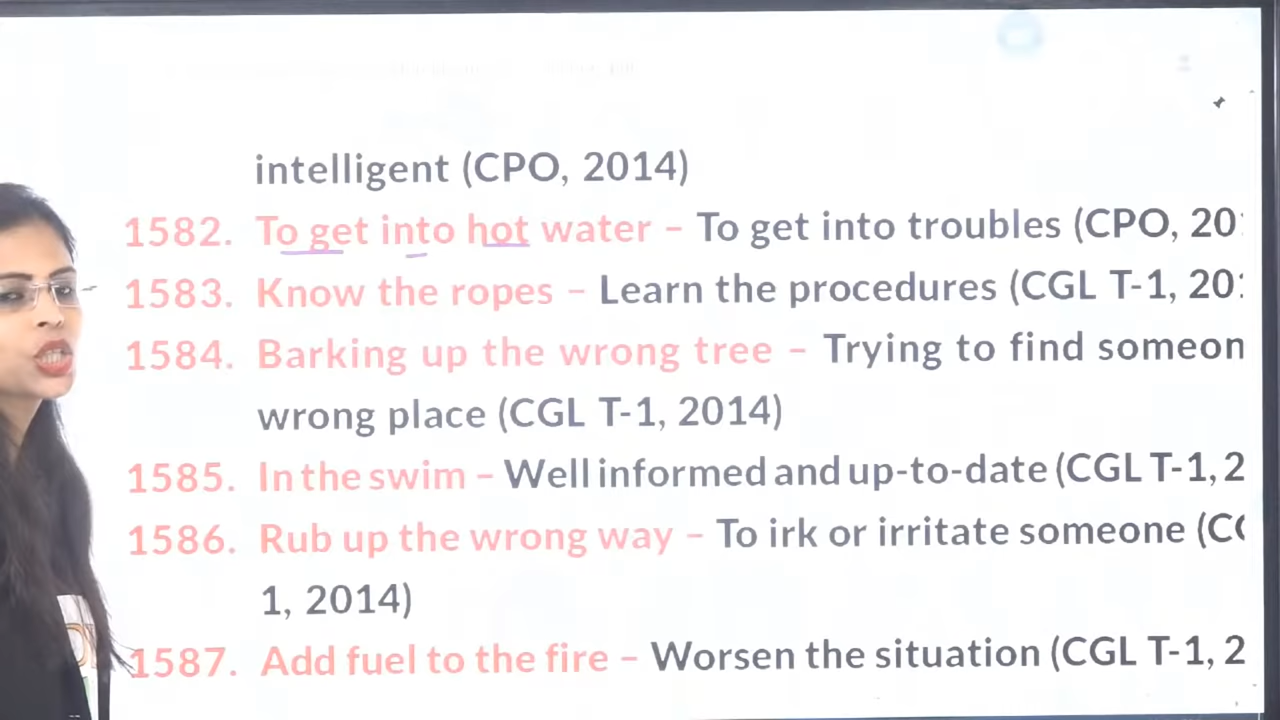 intelligent (CPO, 2014)
1582. To get into hot water – To get into troubles (CPO, 20
1583. Know the ropes – Learn the procedures (CGL T-1, 20
1584. Barking up the wrong tree – Trying to find someon
wrong place (CGL T-1, 2014)
1585. In the swim – Well informed and up-to-date (CGL T-1, 2
1586. Rub up the wrong way – To irk or irritate someone (C
1, 2014)
1587. Add fuel to the fire – Worsen the situation (CGL T-1, 2